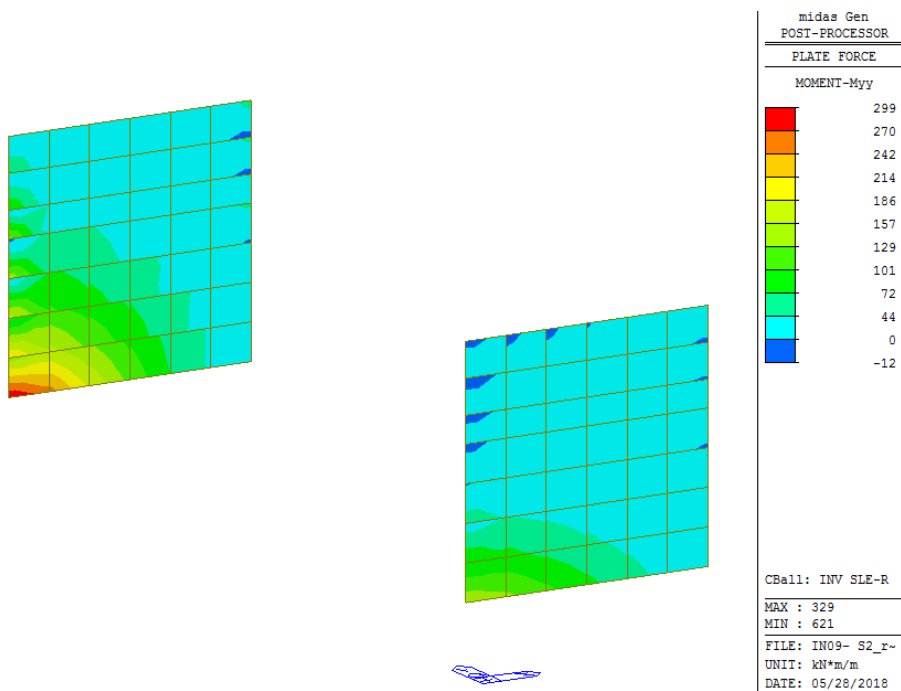 midas Gen
POST-PROCESSOR
PLATE FORCE
MOMENT-Myy
299
270
242
214
186
157
129
101
72
44
0
-12
CBall: INV SLE-R
MAX : 329
MIN : 621
FILE: IN09- S2_r~
UNIT: kN*m/m
DATE: 05/28/2018